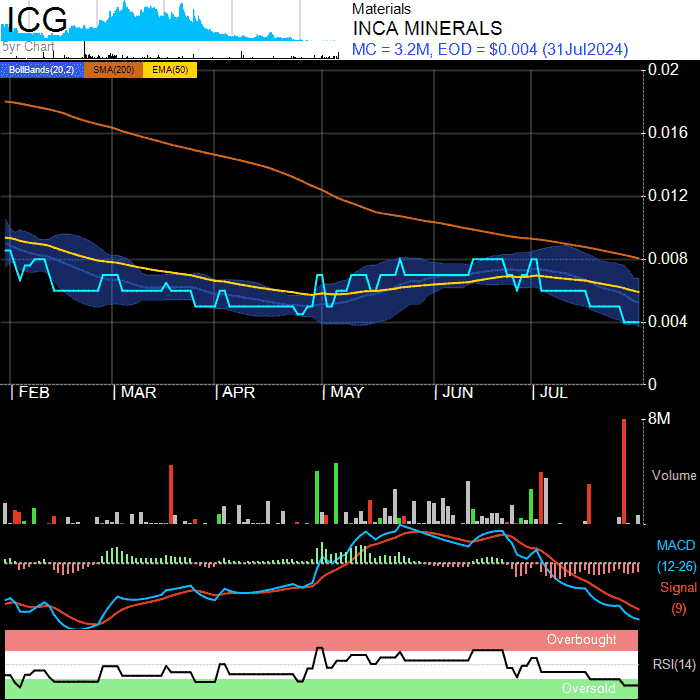 ICG
5yr Chart
Materials
INCA MINERALS
MC = 3.2M, EOD = $0.004 (31Jul2024)
BollBands(20,2) SMA(200) EMA(50)
0.02
0.016
0.012
0.008
0.004
0
FEB MAR APR MAY JUN JUL
8M
Volume
MACD
(12-26)
Signal
(9)
Overbought
RSI(14)
Oversold